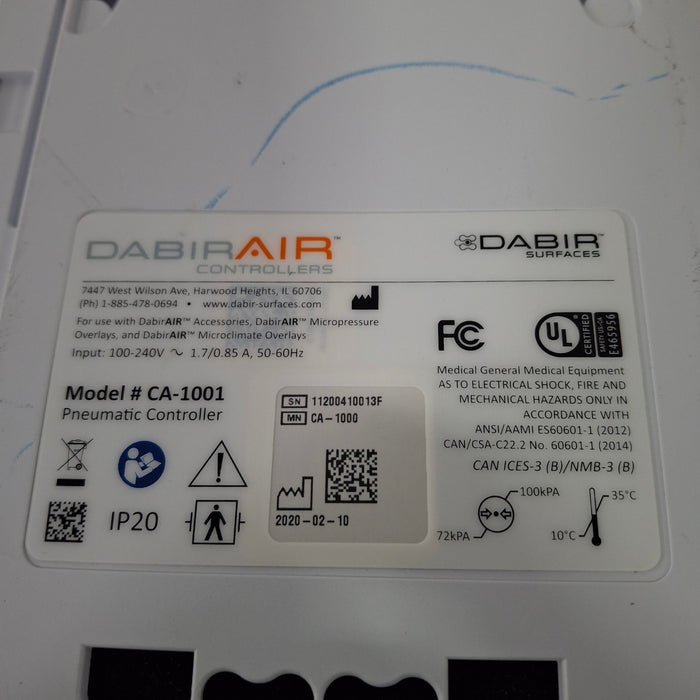 DABIRAIR™
CONTROLLERS
DABIR™
SURFACES
7447 West Wilson Ave, Harwood Heights, IL 60706
(Ph) 1-885-478-0694 • www.dabir-surfaces.com
For use with DabirAIR™ Accessories, DabirAIR™ Micropressure
Overlays, and DabirAIR™ Microclimate Overlays
Input: 100-240V ~ 1.7/0.85 A, 50-60Hz
FC
UL
CERTIFIED
SAFETY US-CA
E465956
Medical General Medical Equipment
AS TO ELECTRICAL SHOCK, FIRE AND
MECHANICAL HAZARDS ONLY IN
ACCORDANCE WITH
ANSI/AAMI ES60601-1 (2012)
CAN/CSA-C22.2 No. 60601-1 (2014)
CAN ICES-3 (B)/NMB-3 (B)
Model # CA-1001
Pneumatic Controller
SN 11200410013F
MN CA-1000
2020-02-10
IP20
100kPA
72kPA
35°C
10°C